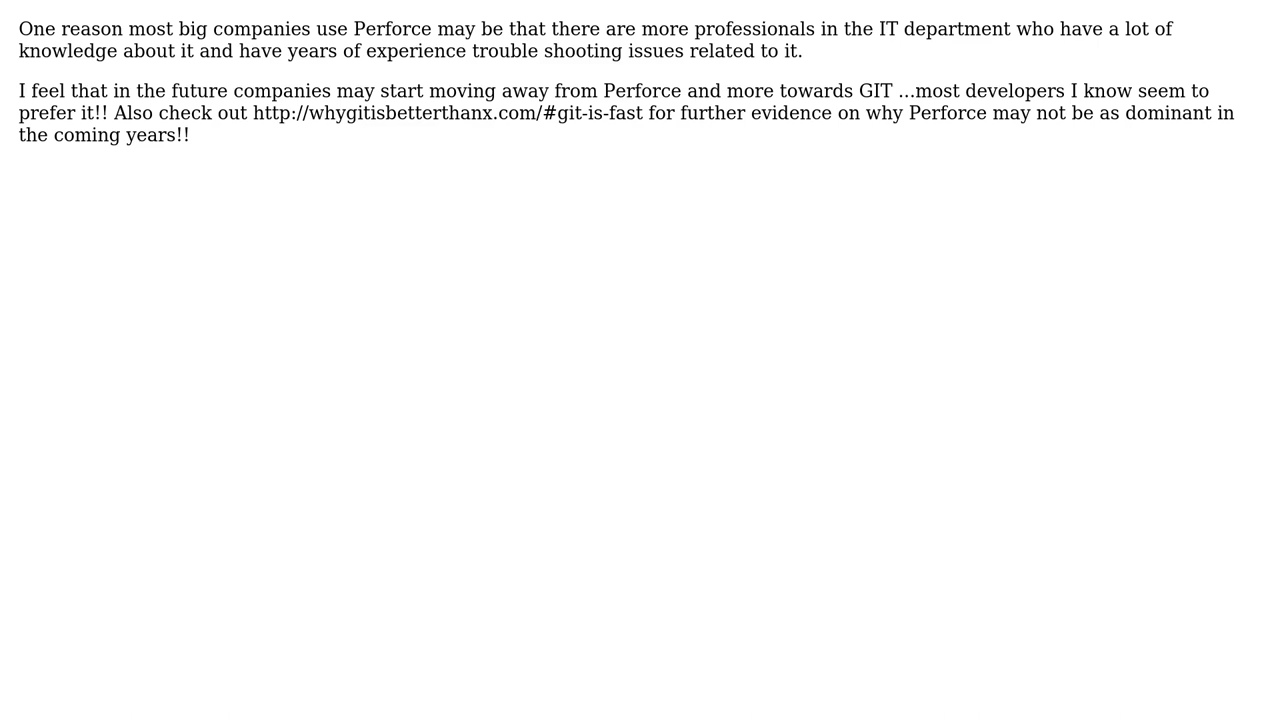 One reason most big companies use Perforce may be that there are more professionals in the IT department who have a lot of
knowledge about it and have years of experience trouble shooting issues related to it.
I feel that in the future companies may start moving away from Perforce and more towards GIT ...most developers I know seem to
prefer it!! Also check out http://whygitisbetterthanx.com/#git-is-fast for further evidence on why Perforce may not be as dominant in
the coming years!!